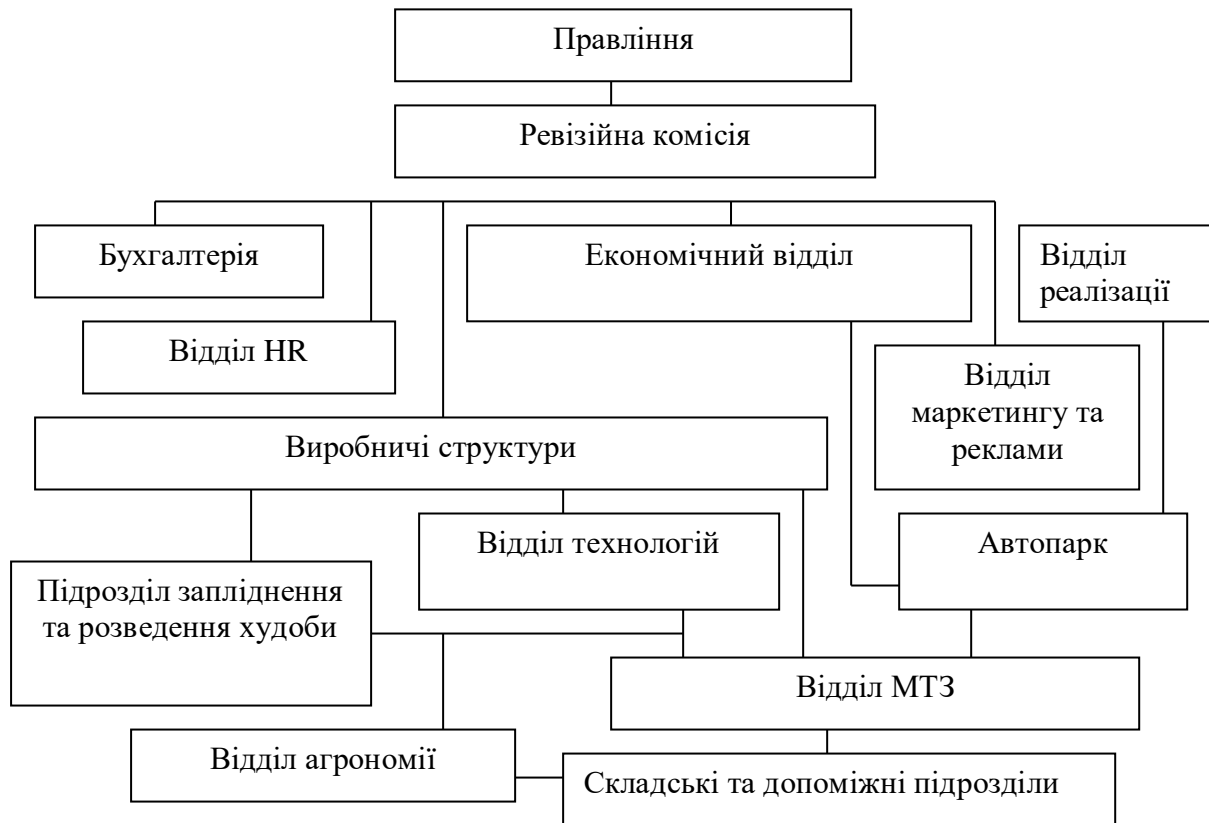 Правління
Ревізійна комісія
Бухгалтерія
Економічний відділ
Відділ
реалізації
Відділ HR
Відділ
маркетингу та
реклами
Виробничі структури
Відділ технологій
Автопарк
Підрозділ запліднення
та розведення худоби
Відділ МТЗ
Відділ агрономії
Складські та допоміжні підрозділи